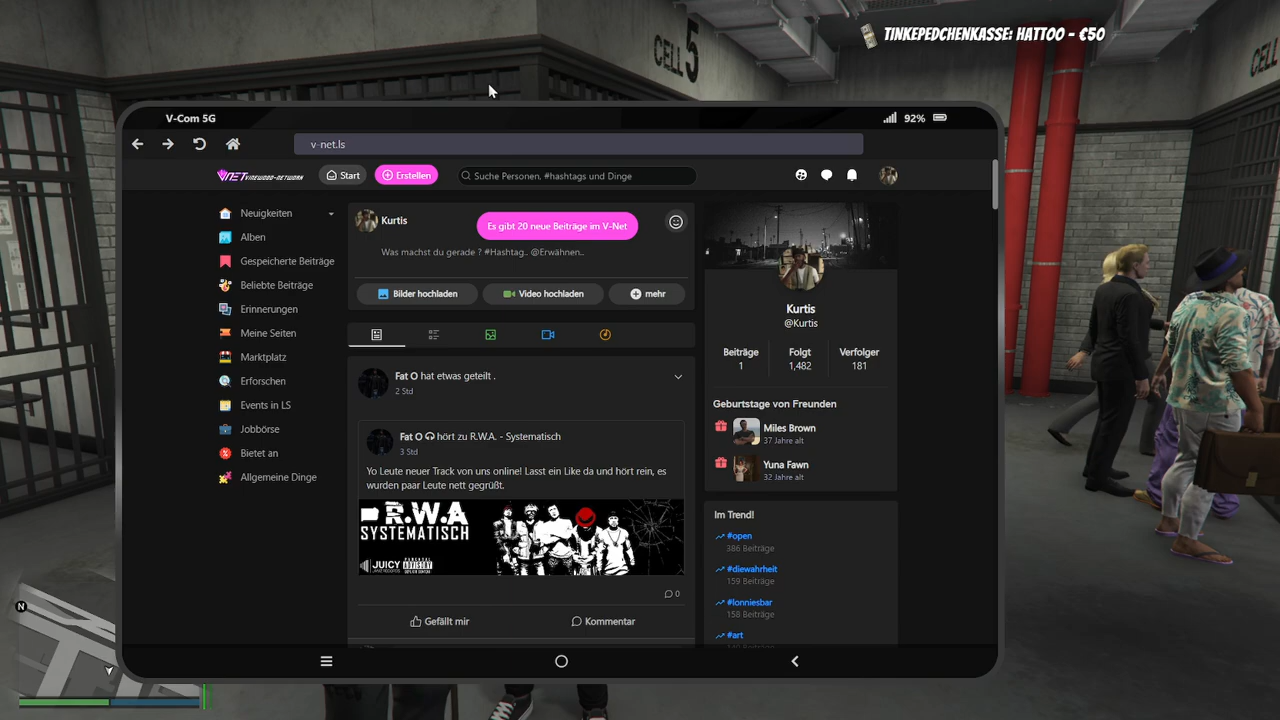 CELL 5
TINKEPEDCHENKASSE: HATTOO - €50
CELL
V-Com 5G
92%
v-net.ls
VNET VINEWOOD-NETWORK
Start
Erstellen
Suche Personen, #hashtags und Dinge
Neuigkeiten
Alben
Gespeicherte Beiträge
Beliebte Beiträge
Erinnerungen
Meine Seiten
Marktplatz
Erforschen
Events in LS
Jobbörse
Bietet an
Allgemeine Dinge
Kurtis
Es gibt 20 neue Beiträge im V-Net
Was machst du gerade ? #Hashtag.. @Erwähnen..
Bilder hochladen
Video hochladen
mehr
Fat O hat etwas geteilt .
2 Std
Fat O hört zu R.W.A. - Systematisch
3 Std
Yo Leute neuer Track von uns online! Lasst ein Like da und hört rein, es
wurden paar Leute nett gegrüßt.
R.W.A
SYSTEMATISCH
JUICY
PARENTAL
ADVISORY
0
Gefällt mir
Kommentar
Kurtis
@Kurtis
Beiträge
1
Folgt
1,482
Verfolger
181
Geburtstage von Freunden
Miles Brown
37 Jahre alt
Yuna Fawn
32 Jahre alt
Im Trend!
#open
386 Beiträge
#diewahrheit
159 Beiträge
#lonniesbar
158 Beiträge
#art
N